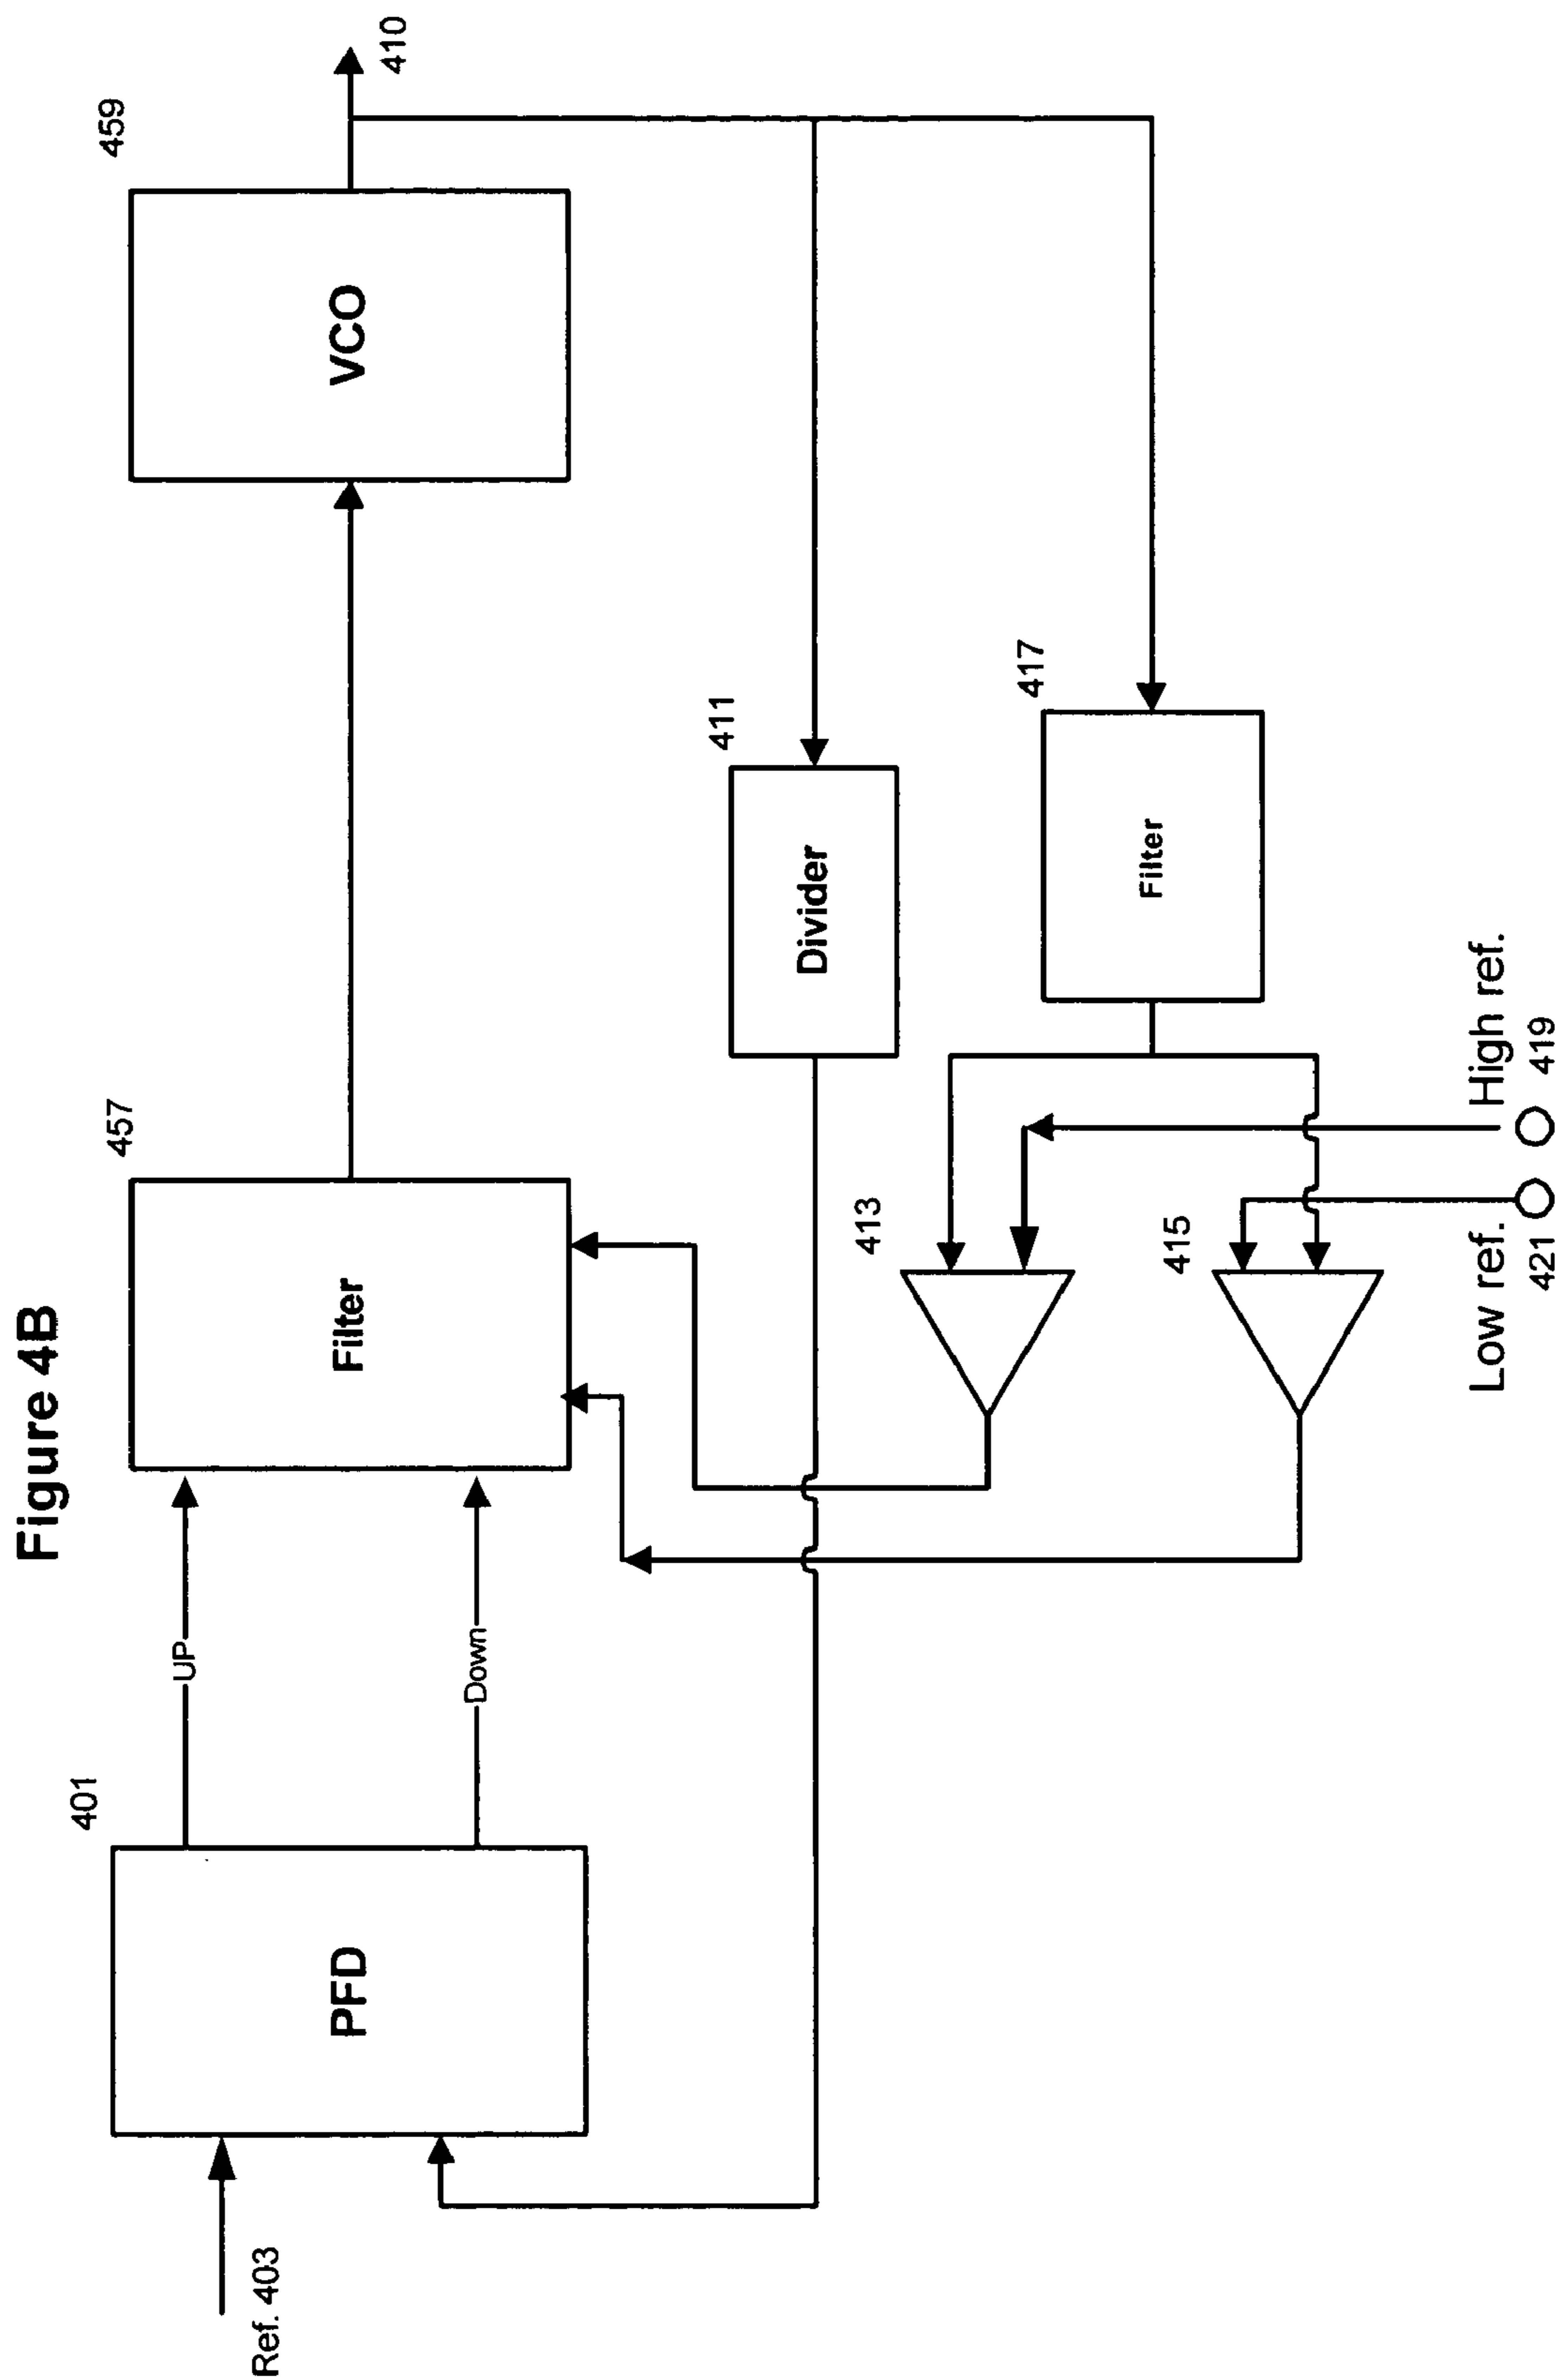 Figure 4B
401
457
459
PFD
UP
Down
Filter
VCO
410
Ref. 403
411
Divider
413
417
Filter
415
Low ref.
High ref.
421
419